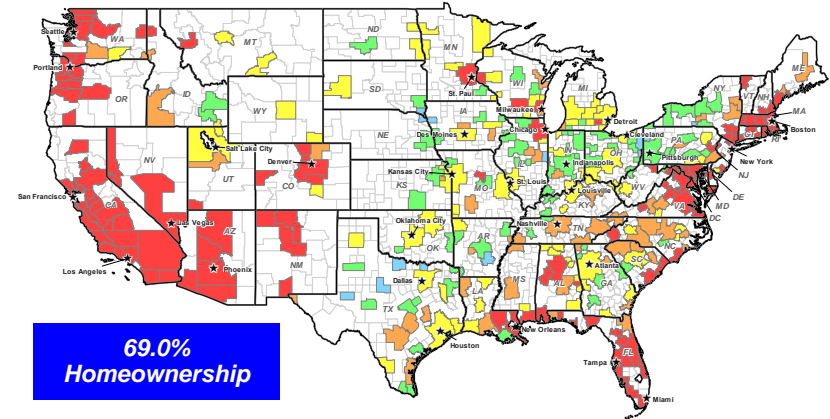 Seattle
WA
Portland
OR
ID
MT
ND
MN
St. Paul
WI
MI
NY
VT
NH
ME
MA
Boston
CT
RI
SD
WY
Milwaukee
Detroit
Cleveland
Chicago
IA
Des Moines
NE
NV
Salt Lake City
UT
Denver
CO
KS
Kansas City
MO
St. Louis
IL
IN
Indianapolis
OH
PA
Pittsburgh
New York
NJ
DE
MD
DC
WV
VA
Louisville
KY
San Francisco
CA
Las Vegas
AZ
Phoenix
NM
Los Angeles
Oklahoma City
OK
AR
Nashville
TN
NC
SC
Atlanta
GA
AL
MS
Dallas
TX
Houston
New Orleans
FL
Tampa
Miami
69.0%
Homeownership